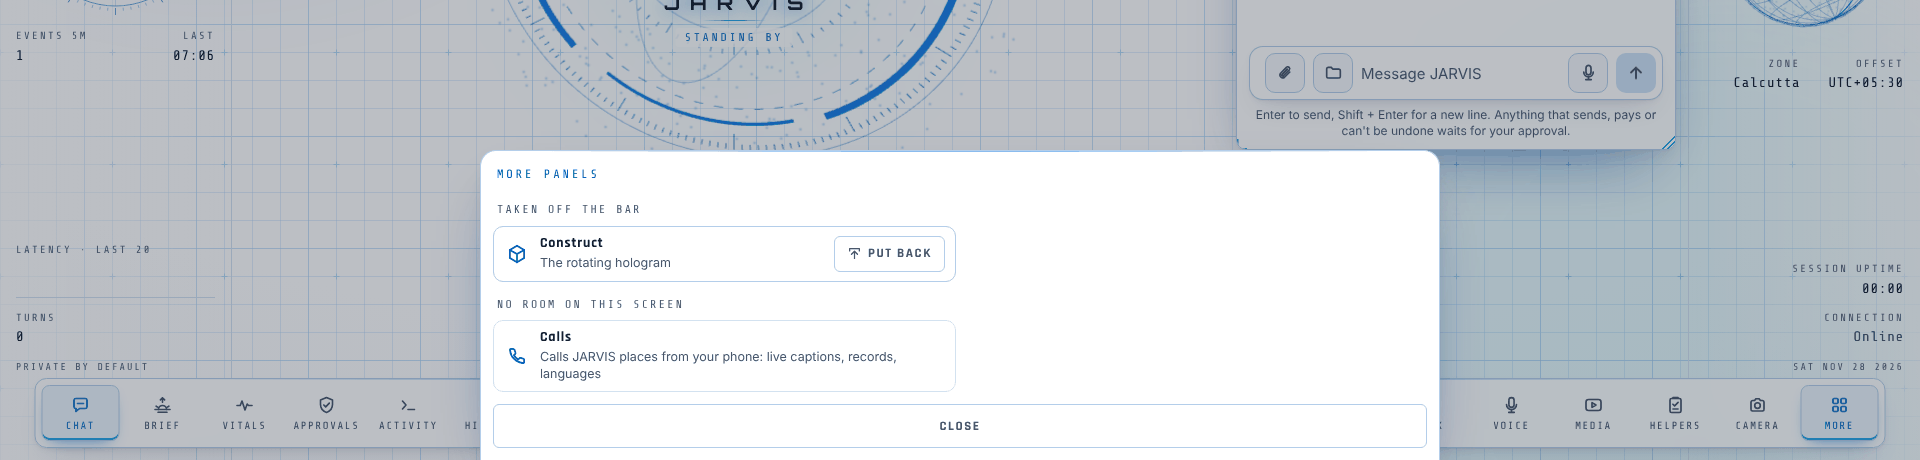 JARVIS
STANDING BY
EVENTS 5M
LAST
1
07:06
Message JARVIS
Enter to send, Shift + Enter for a new line. Anything that sends, pays or
can't be undone waits for your approval.
ZONE
OFFSET
Calcutta
UTC+05:30
MORE PANELS
TAKEN OFF THE BAR
Construct
The rotating hologram
PUT BACK
NO ROOM ON THIS SCREEN
Calls
Calls JARVIS places from your phone: live captions, records,
languages
CLOSE
LATENCY · LAST 20
TURNS
0
PRIVATE BY DEFAULT
SESSION UPTIME
00:00
CONNECTION
Online
SAT NOV 28 2026
CHAT
BRIEF
VITALS
APPROVALS
ACTIVITY
VOICE
MEDIA
HELPERS
CAMERA
MORE